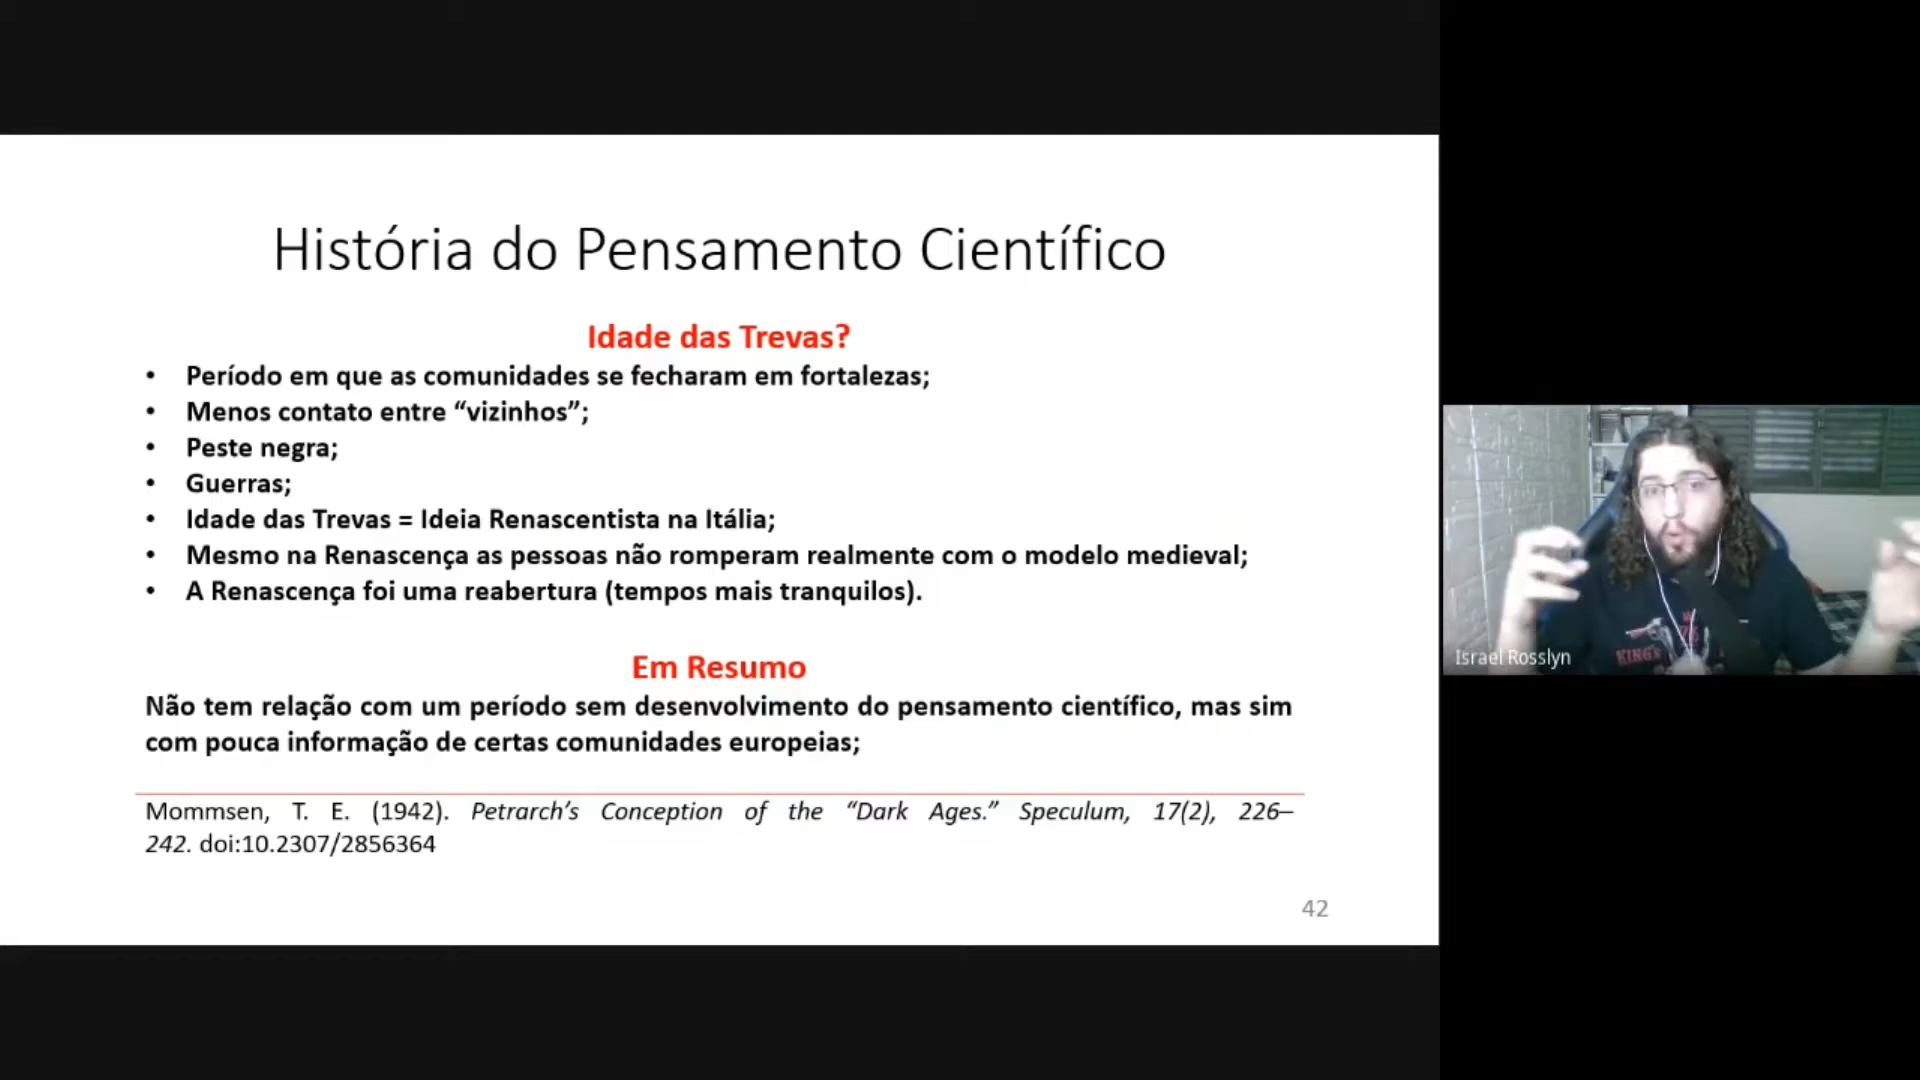 História do Pensamento Científico
Idade das Trevas?
• Período em que as comunidades se fecharam em fortalezas;
• Menos contato entre “vizinhos”;
• Peste negra;
• Guerras;
• Idade das Trevas = Ideia Renascentista na Itália;
• Mesmo na Renascença as pessoas não romperam realmente com o modelo medieval;
• A Renascença foi uma reabertura (tempos mais tranquilos).
Em Resumo
Não tem relação com um período sem desenvolvimento do pensamento científico, mas sim
com pouca informação de certas comunidades europeias;
Mommsen, T. E. (1942). Petrarch’s Conception of the “Dark Ages.” Speculum, 17(2), 226–
242. doi:10.2307/2856364
42
KING'S
Israel Rosslyn